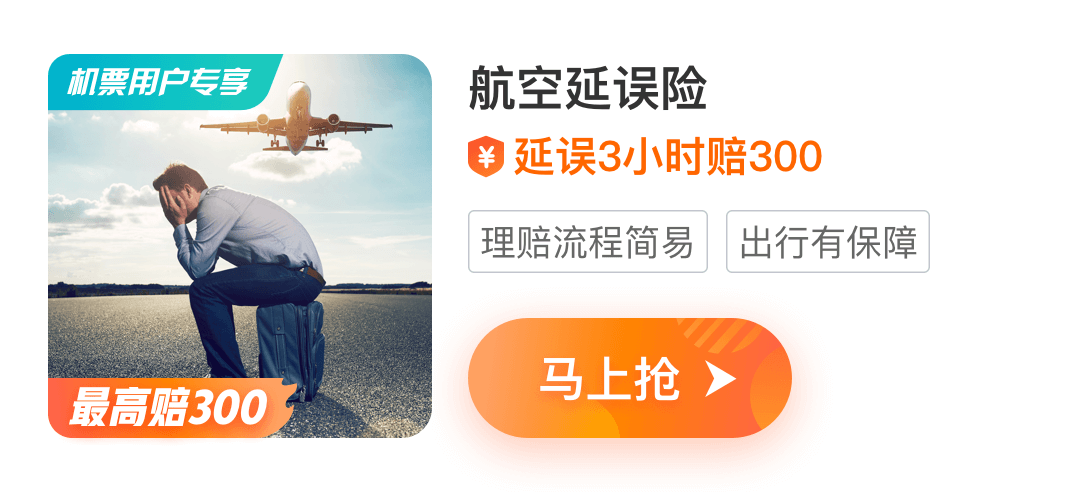 机票用户专享
最高赔300
航空延误险
¥ 延误3小时赔300
理赔流程简易
出行有保障
马上抢